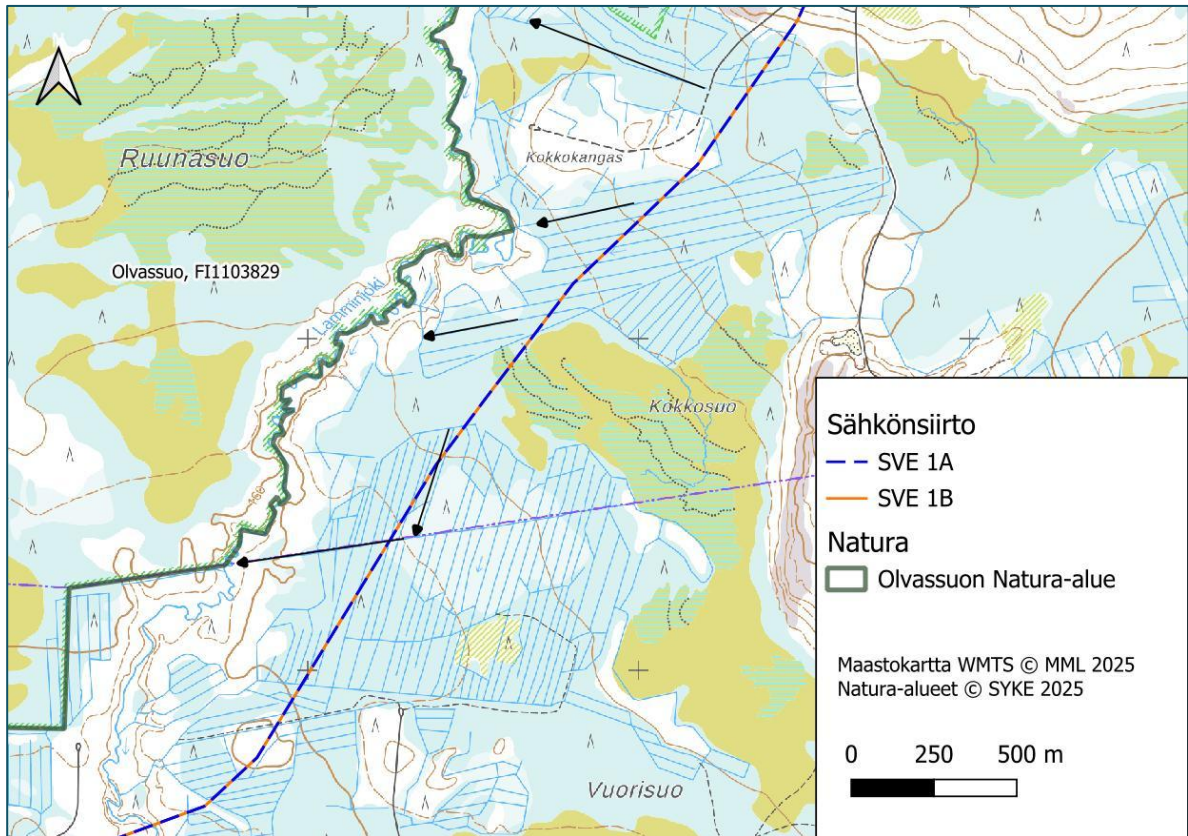 Ruunasuo
Kokkokangas
Olvassuo, FI1103829
Lamminjoki
Kokkosuo
150
Vuorisuo
Sähkönsiirto
SVE 1A
SVE 1B
Natura
Olvassuon Natura-alue
Maastokartta WMTS © MML 2025
Natura-alueet © SYKE 2025
0 250 500 m